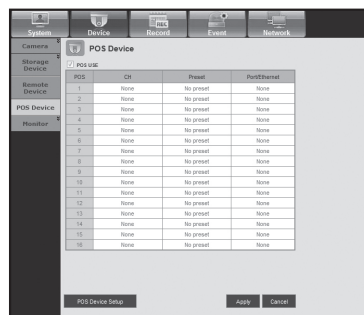 System Device Record Event Network
REC
Camera
Storage Device
Remote Device
POS Device
Monitor
POS Device
POS USE
POS CH Preset Port/Ethernet
1 None No preset None
2 None No preset None
3 None No preset None
4 None No preset None
5 None No preset None
6 None No preset None
7 None No preset None
8 None No preset None
9 None No preset None
10 None No preset None
11 None No preset None
12 None No preset None
13 None No preset None
14 None No preset None
15 None No preset None
16 None No preset None
POS Device Setup Apply Cancel